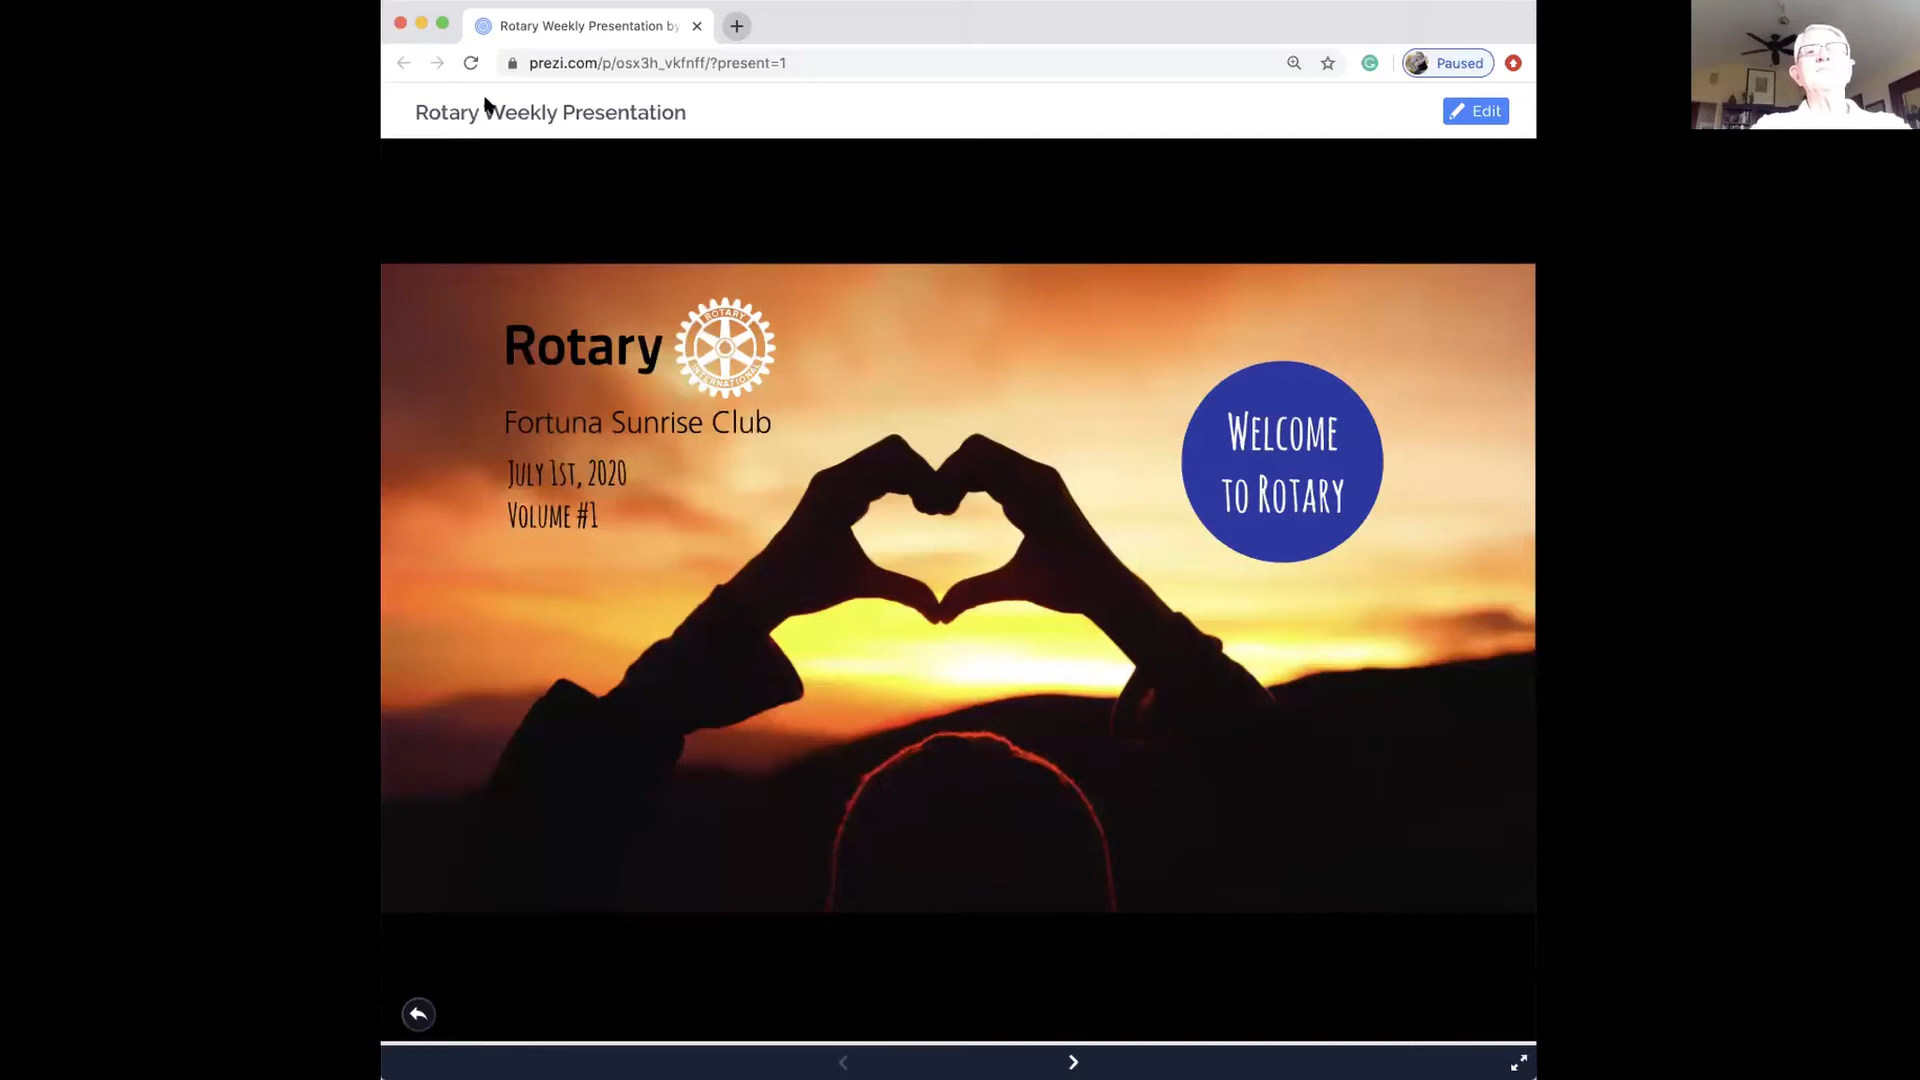 Rotary Weekly Presentation by
prezi.com/p/osx3h_vkfnff/?present=1
Paused
Rotary Weekly Presentation
Edit
Rotary
ROTARY
INTERNATIONAL
Fortuna Sunrise Club
July 1st, 2020
Volume #1
Welcome
to Rotary